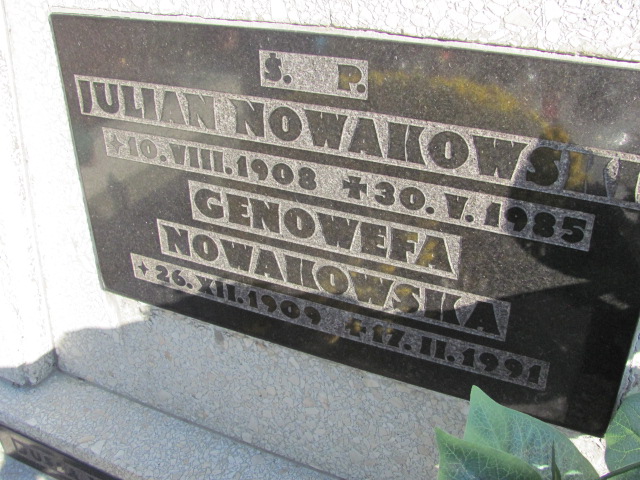 Ś. P.
JULIAN NOWAKOWSKI
✢10.VIII.1908 ✝30.V.1985
GENOWEFA
NOWAKOWSKA
✢26.XII.1909 ✝17.II.1991